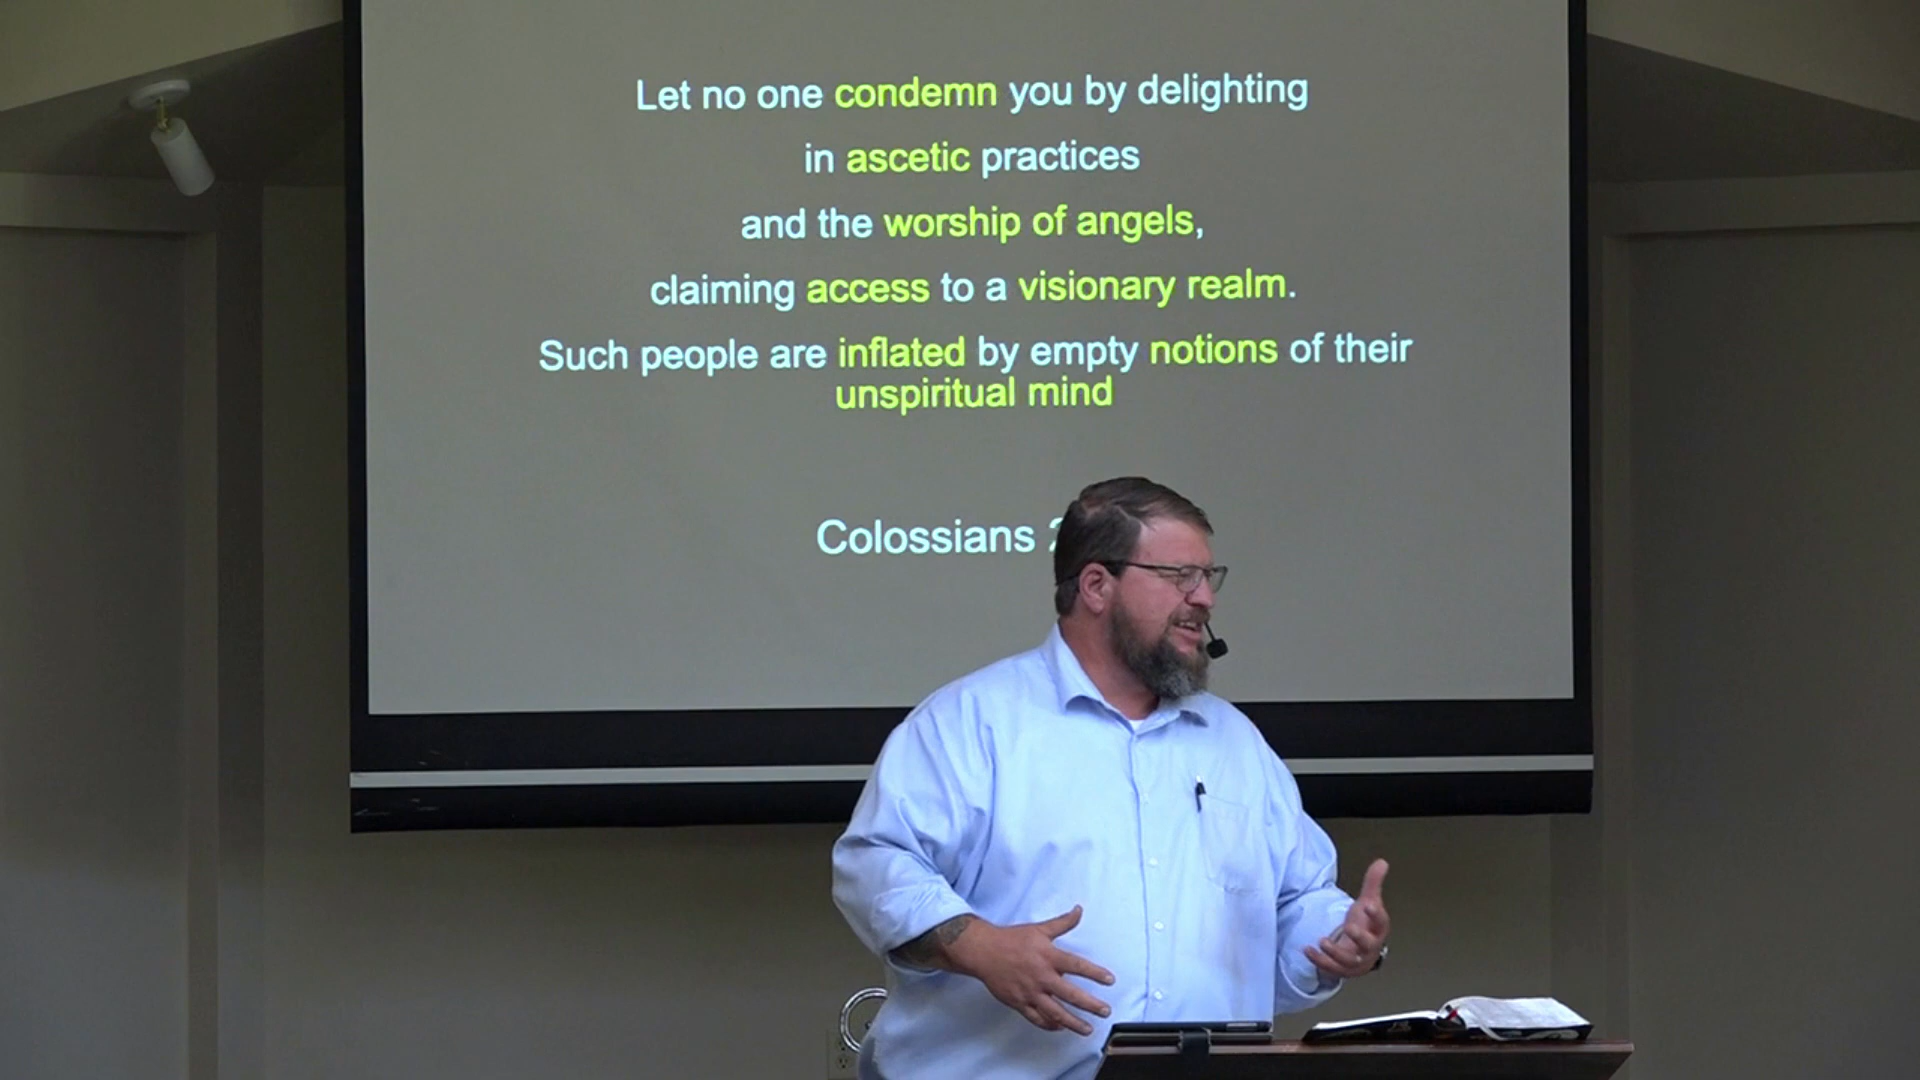 Let no one condemn you by delighting
in ascetic practices
and the worship of angels,
claiming access to a visionary realm.
Such people are inflated by empty notions of their
unspiritual mind
Colossians